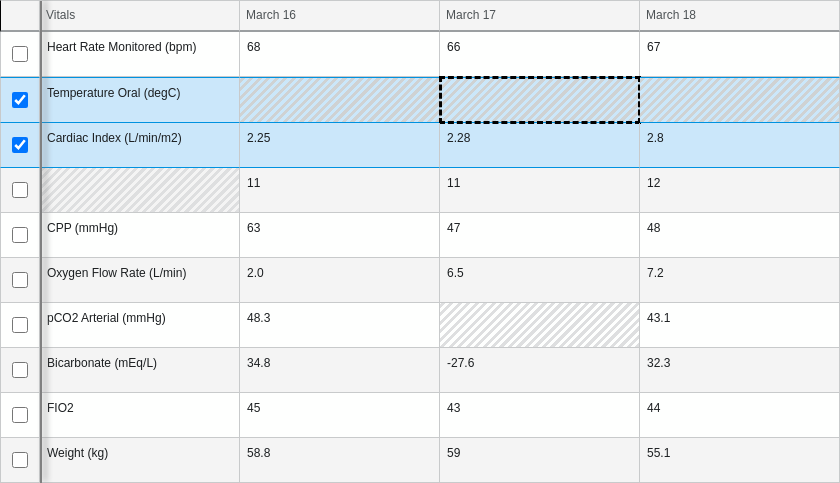 Vitals March 16 March 17 March 18
Heart Rate Monitored (bpm) 68 66 67
Temperature Oral (degC)
Cardiac Index (L/min/m2) 2.25 2.28 2.8
11 11 12
CPP (mmHg) 63 47 48
Oxygen Flow Rate (L/min) 2.0 6.5 7.2
pCO2 Arterial (mmHg) 48.3 43.1
Bicarbonate (mEq/L) 34.8 -27.6 32.3
FIO2 45 43 44
Weight (kg) 58.8 59 55.1